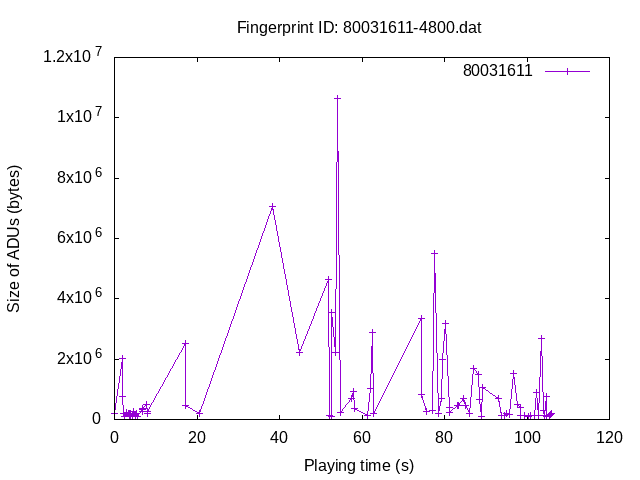 Fingerprint ID: 80031611-4800.dat
80031611
1.2x10^7
1x10^7
8x10^6
6x10^6
4x10^6
2x10^6
0
Size of ADUs (bytes)
0 20 40 60 80 100 120
Playing time (s)